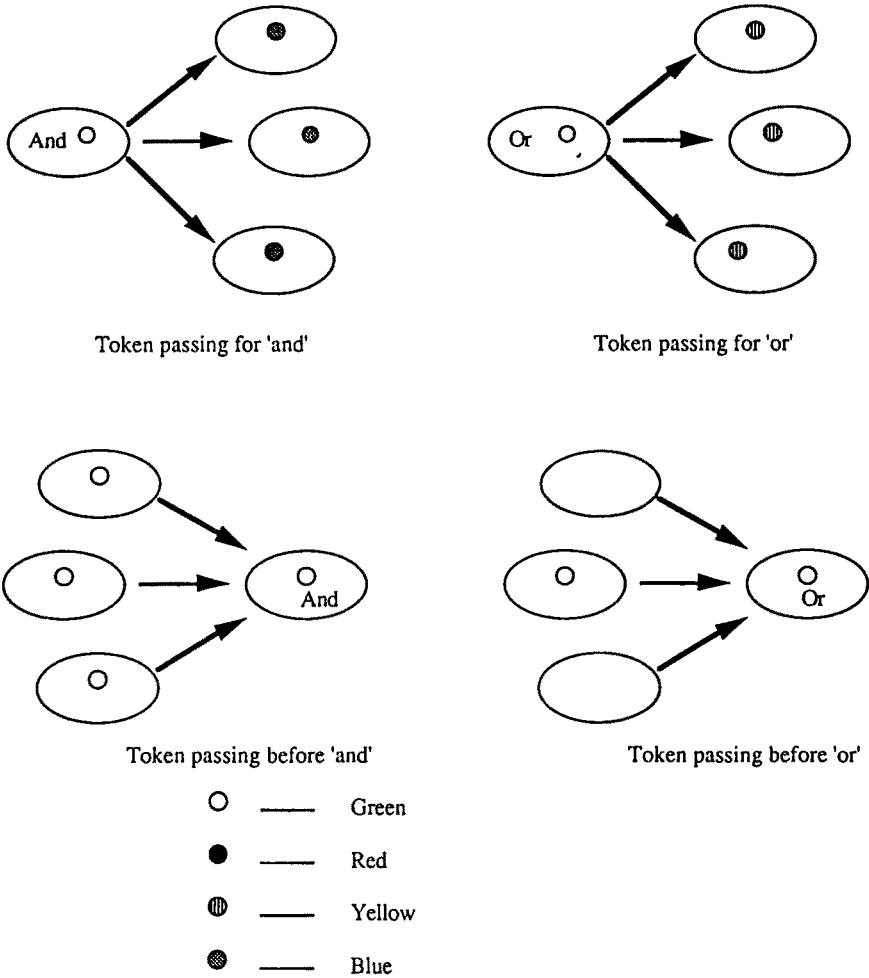 And
Or
Token passing for 'and'
Token passing for 'or'
And
Or
Token passing before 'and'
Token passing before 'or'
Green
Red
Yellow
Blue